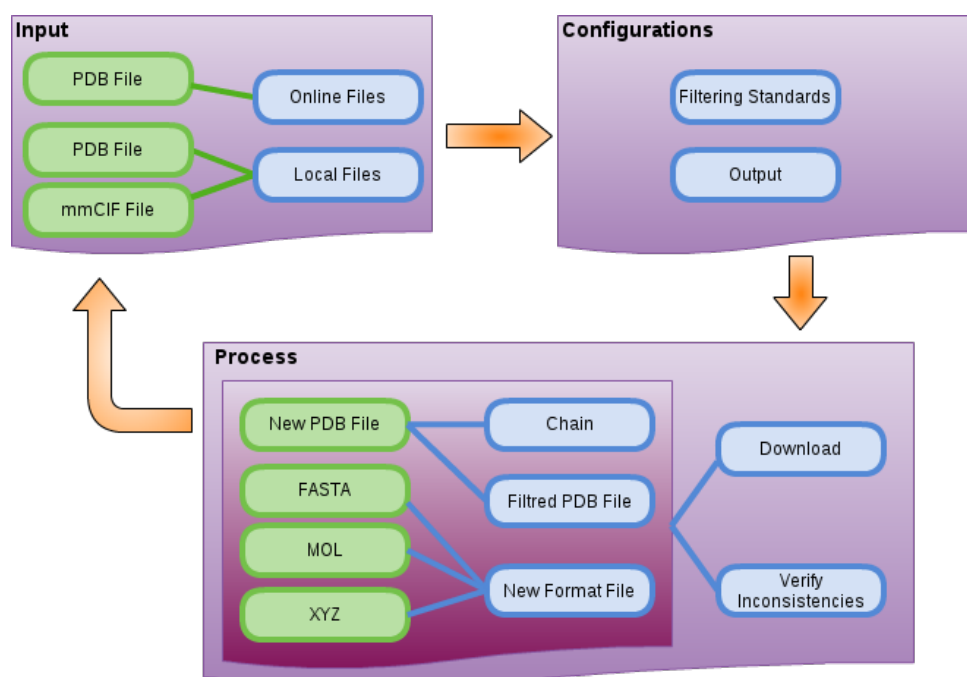 Input
PDB File
Online Files
PDB File
Local Files
mmCIF File
Configurations
Filtering Standards
Output
Process
New PDB File
Chain
FASTA
Filtred PDB File
MOL
New Format File
XYZ
Download
Verify
Inconsistencies